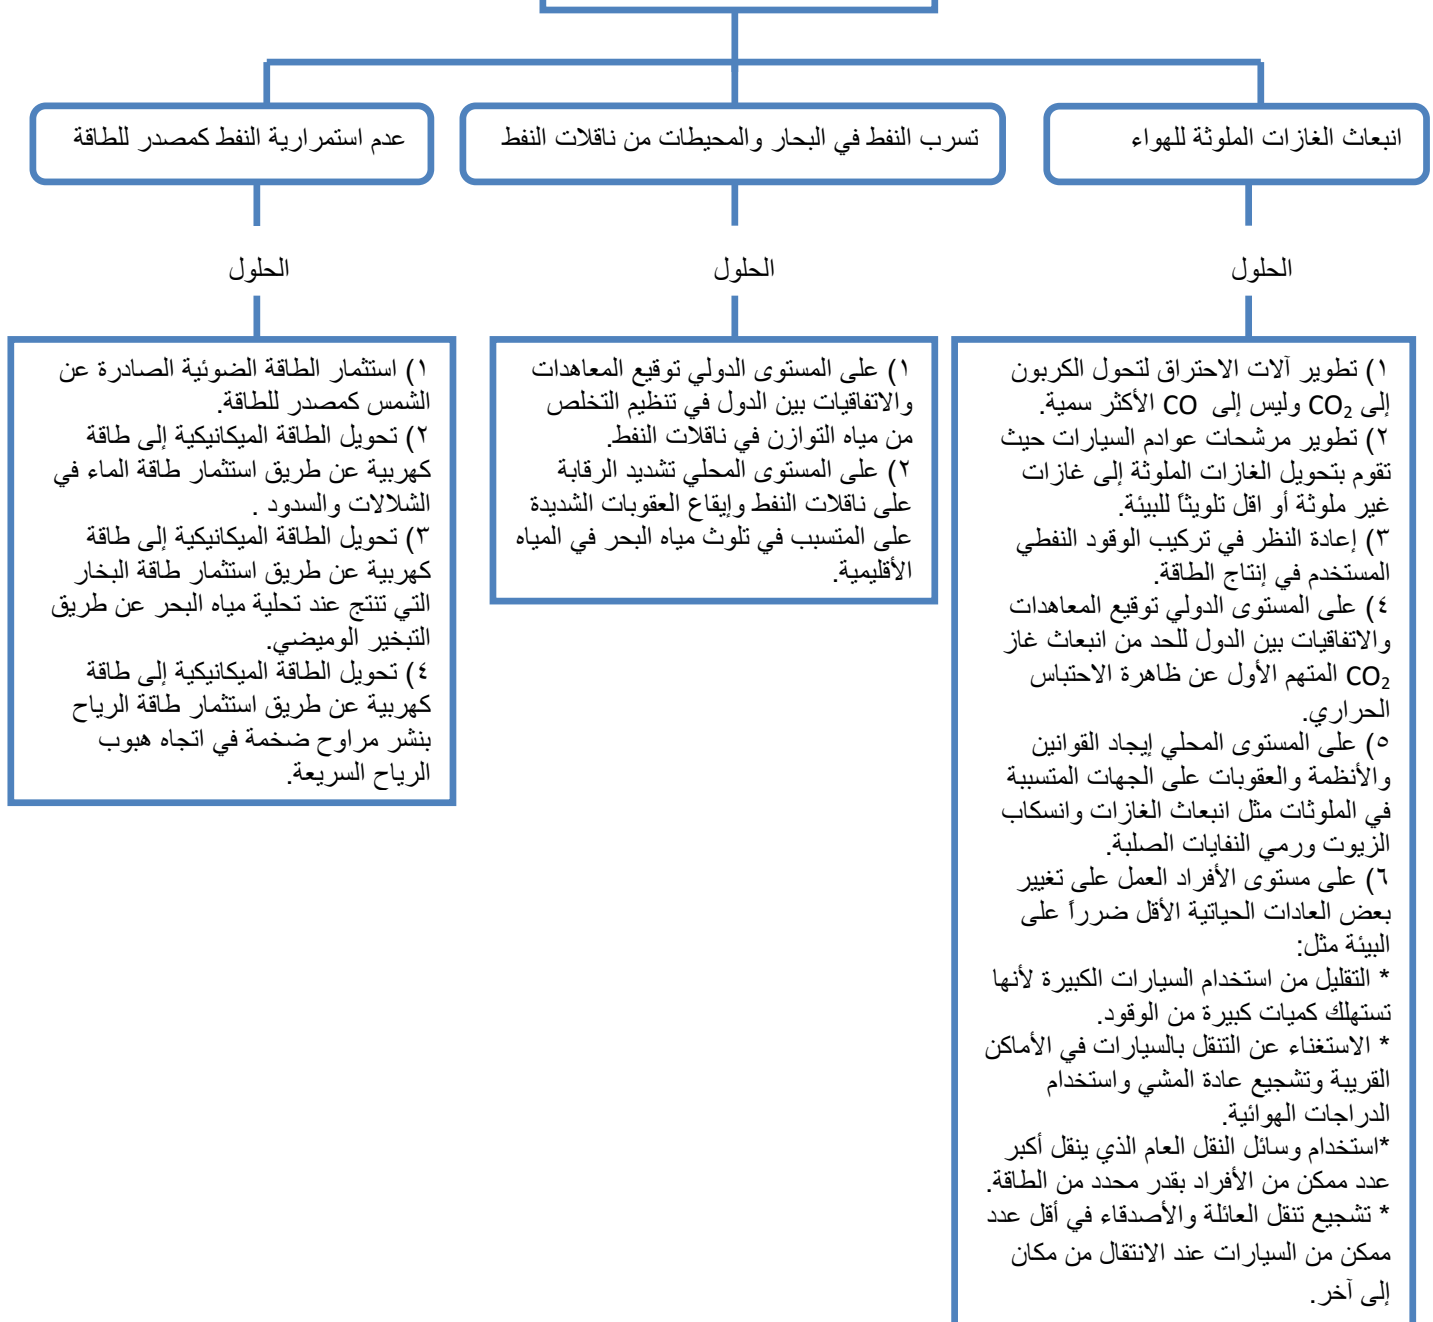 انبعاث الغازات الملوثة للهواء
تسرب النفط في البحار والمحيطات من ناقلات النفط
عدم استمرارية النفط كمصدر للطاقة
الحلول
الحلول
الحلول
١) تطوير آلات الاحتراق لتحول الكربون
إلى CO₂ وليس إلى CO الأكثر سمية.
٢) تطوير مرشحات عوادم السيارات حيث
تقوم بتحويل الغازات الملوثة إلى غازات
غير ملوثة أو اقل تلويثاً للبيئة.
٣) إعادة النظر في تركيب الوقود النفطي
المستخدم في إنتاج الطاقة.
٤) على المستوى الدولي توقيع المعاهدات
والاتفاقيات بين الدول للحد من انبعاث غاز
CO₂ المتهم الأول عن ظاهرة الاحتباس
الحراري.
٥) على المستوى المحلي إيجاد القوانين
والأنظمة والعقوبات على الجهات المتسببة
في الملوثات مثل انبعاث الغازات وانسكاب
الزيوت ورمي النفايات الصلبة.
٦) على مستوى الأفراد العمل على تغيير
بعض العادات الحياتية الأقل ضرراً على
البيئة مثل:
* التقليل من استخدام السيارات الكبيرة لأنها
تستهلك كميات كبيرة من الوقود.
* الاستغناء عن التنقل بالسيارات في الأماكن
القريبة وتشجيع عادة المشي واستخدام
الدراجات الهوائية.
*استخدام وسائل النقل العام الذي ينقل أكبر
عدد ممكن من الأفراد بقدر محدد من الطاقة.
* تشجيع تنقل العائلة والأصدقاء في أقل عدد
ممكن من السيارات عند الانتقال من مكان
إلى آخر.
١) على المستوى الدولي توقيع المعاهدات
والاتفاقيات بين الدول في تنظيم التخلص
من مياه التوازن في ناقلات النفط.
٢) على المستوى المحلي تشديد الرقابة
على ناقلات النفط وإيقاع العقوبات الشديدة
على المتسبب في تلوث مياه البحر في المياه
الأقليمية.
١) استثمار الطاقة الضوئية الصادرة عن
الشمس كمصدر للطاقة.
٢) تحويل الطاقة الميكانيكية إلى طاقة
كهربية عن طريق استثمار طاقة الماء في
الشلالات والسدود .
٣) تحويل الطاقة الميكانيكية إلى طاقة
كهربية عن طريق استثمار طاقة البخار
التي تنتج عند تحلية مياه البحر عن طريق
التبخير الوميضي.
٤) تحويل الطاقة الميكانيكية إلى طاقة
كهربية عن طريق استثمار طاقة الرياح
بنشر مراوح ضخمة في اتجاه هبوب
الرياح السريعة.